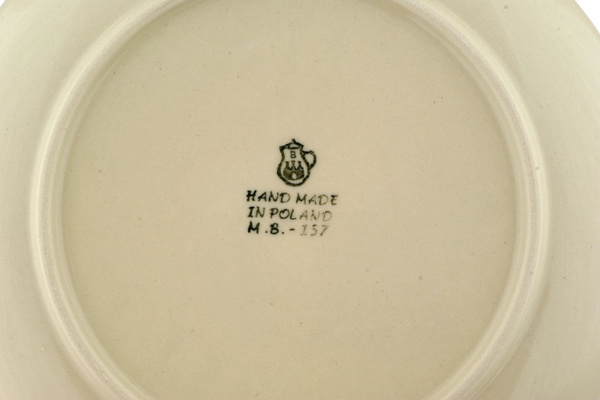 B
HAND MADE
IN POLAND
M.B.-157